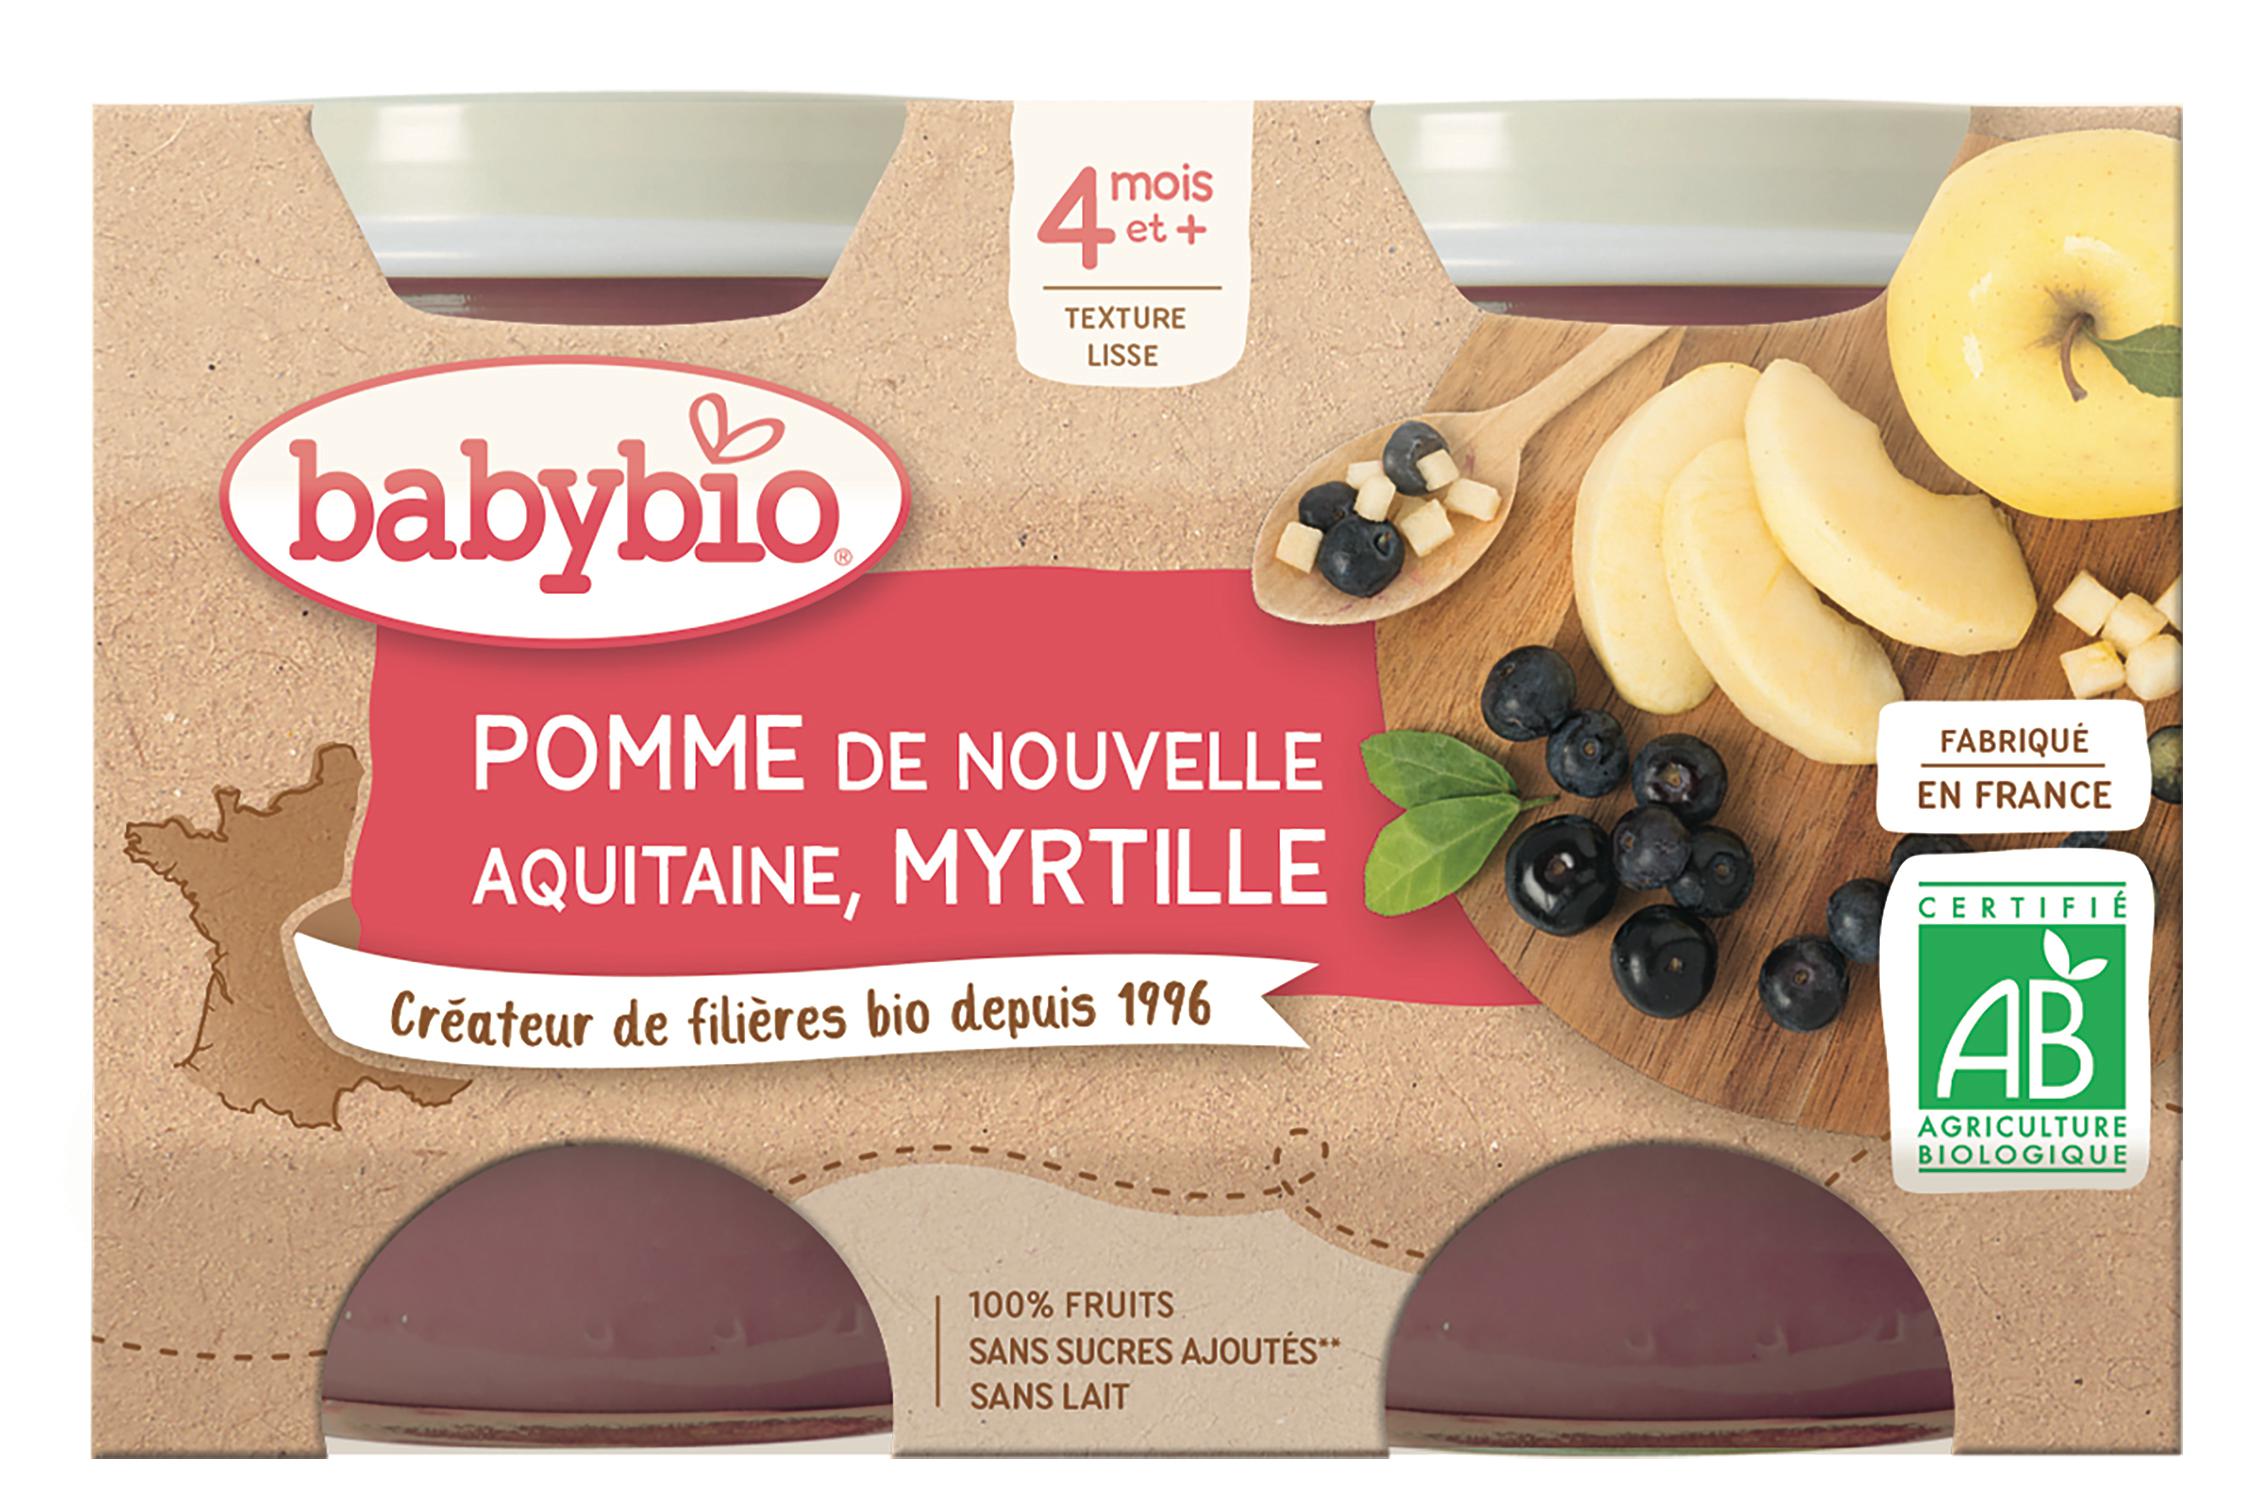 4 mois
et +
TEXTURE
LISSE
babybio®
POMME DE NOUVELLE
AQUITAINE, MYRTILLE
Créateur de filières bio depuis 1996
FABRIQUÉ
EN FRANCE
CERTIFIÉ
AB
AGRICULTURE
BIOLOGIQUE
100% FRUITS
SANS SUCRES AJOUTÉS**
SANS LAIT